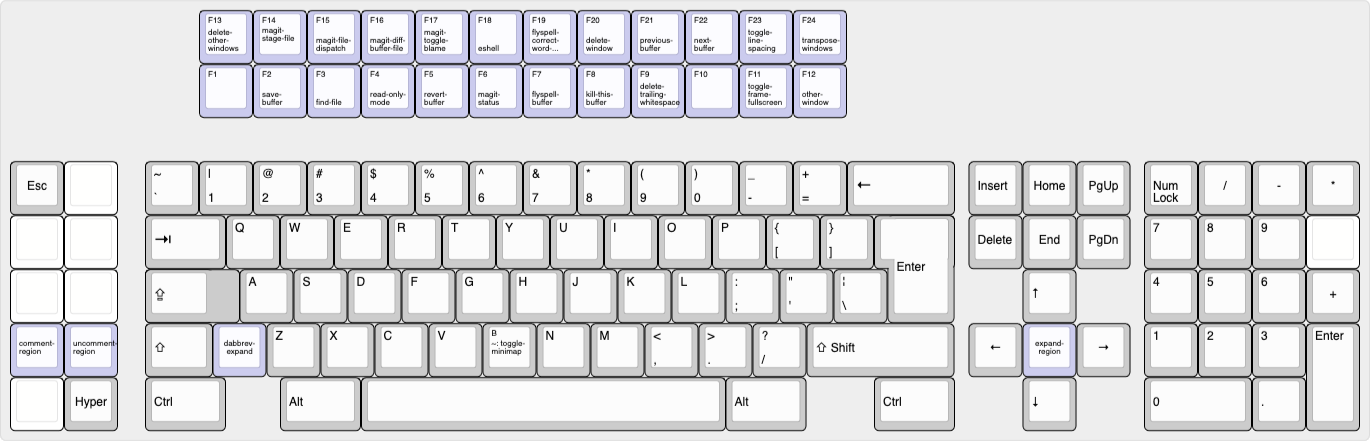 F13 F14 F15 F16 F17 F18 F19 F20 F21 F22 F23 F24
delete-other-windows magit-stage-file magit-file-dispatch magit-diff-buffer-file magit-toggle-blame eshell flyspell-correct-word-... delete-window previous-buffer next-buffer toggle-line-spacing transpose-windows
F1 F2 F3 F4 F5 F6 F7 F8 F9 F10 F11 F12
save-buffer find-file read-only-mode revert-buffer magit-status flyspell-buffer kill-this-buffer delete-trailing-whitespace toggle-frame-fullscreen other-window
Esc ~ | @ # $ % ^ & * ( ) _ + ← Insert Home PgUp Num Lock / - *
` 1 2 3 4 5 6 7 8 9 0 - =
⇥ Q W E R T Y U I O P { } Enter Delete End PgDn 7 8 9
[ ]
⇪ A S D F G H J K L : " ¦ ↑ 4 5 6 +
; ' \
comment-region uncomment-region ⇧ dabbrev-expand Z X C V B N M < > ? ⇧ Shift ← expand-region → 1 2 3 Enter
~: toggle-minimap , . /
Hyper Ctrl Alt Alt Ctrl ↓ 0 .